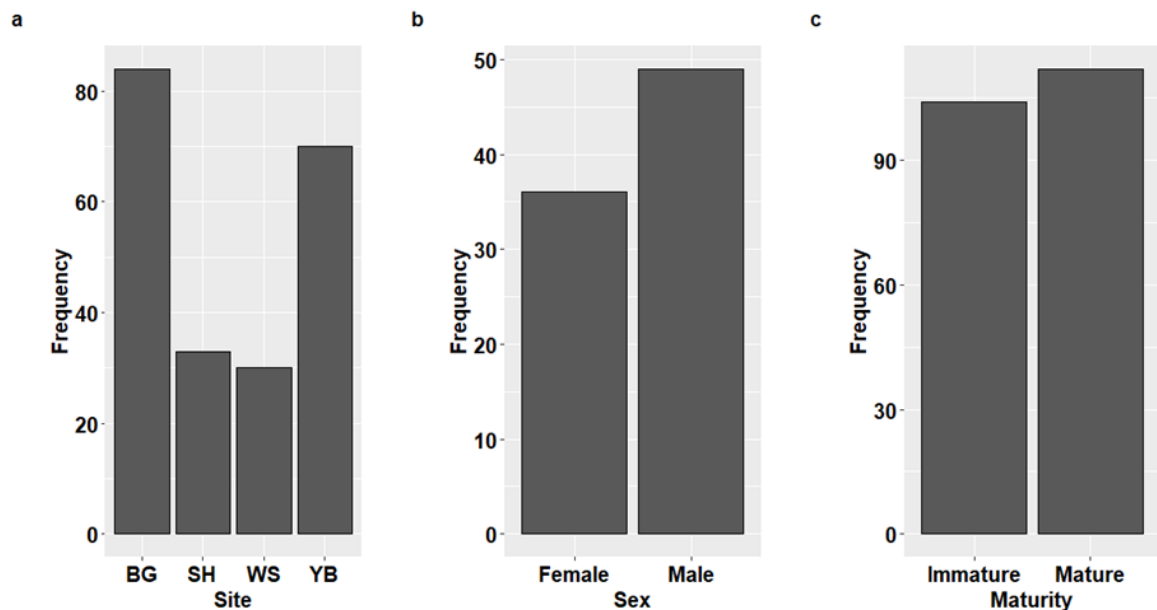 a
Frequency
80
60
40
20
0
BG SH WS YB
Site
b
Frequency
50
40
30
20
10
0
Female Male
Sex
c
Frequency
90
60
30
0
Immature Mature
Maturity